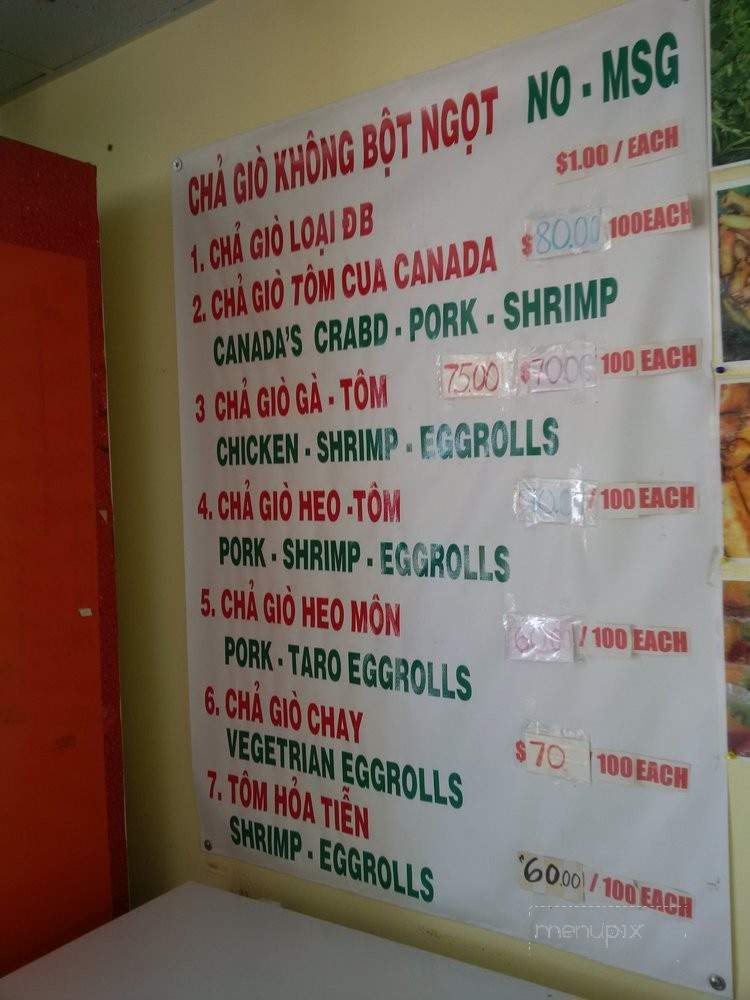 CHẢ GIÒ KHÔNG BỘT NGỌT NO - MSG
$1.00 / EACH
1. CHẢ GIÒ LOẠI ĐB
$80.00 100EACH
2. CHẢ GIÒ TÔM CUA CANADA
CANADA'S CRABD - PORK - SHRIMP
75.00 $70.00 100 EACH
3 CHẢ GIÒ GÀ - TÔM
CHICKEN - SHRIMP - EGGROLLS
4. CHẢ GIÒ HEO -TÔM
/ 100 EACH
PORK - SHRIMP - EGGROLLS
5. CHẢ GIÒ HEO MÔN
/ 100 EACH
PORK - TARO EGGROLLS
6. CHẢ GIÒ CHAY
$70 100 EACH
VEGETRIAN EGGROLLS
7. TÔM HỎA TIỄN
SHRIMP - EGGROLLS
$60.00 / 100 EACH
menupix